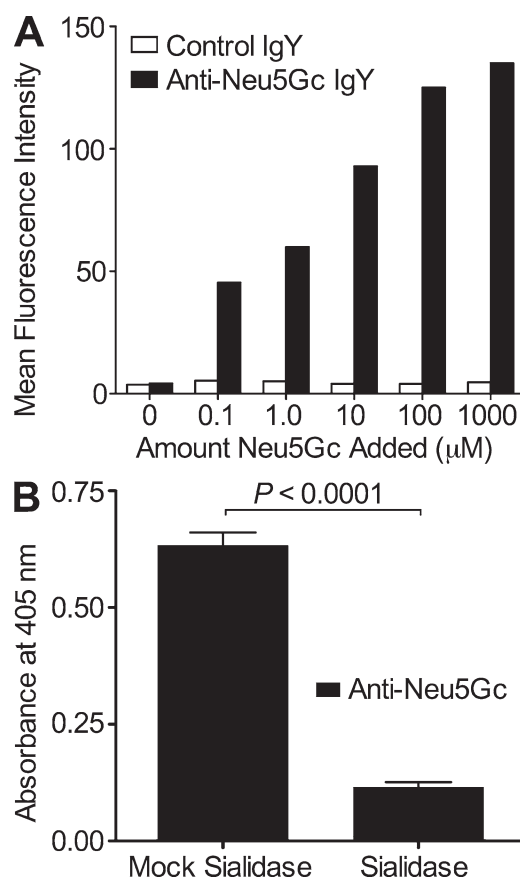 A
150
100
50
0
Mean Fluorescence Intensity
Control IgY
Anti-Neu5Gc IgY
0 0.1 1.0 10 100 1000
Amount Neu5Gc Added (μM)
B
0.75
0.50
0.25
0.00
Absorbance at 405 nm
P < 0.0001
Anti-Neu5Gc
Mock Sialidase Sialidase